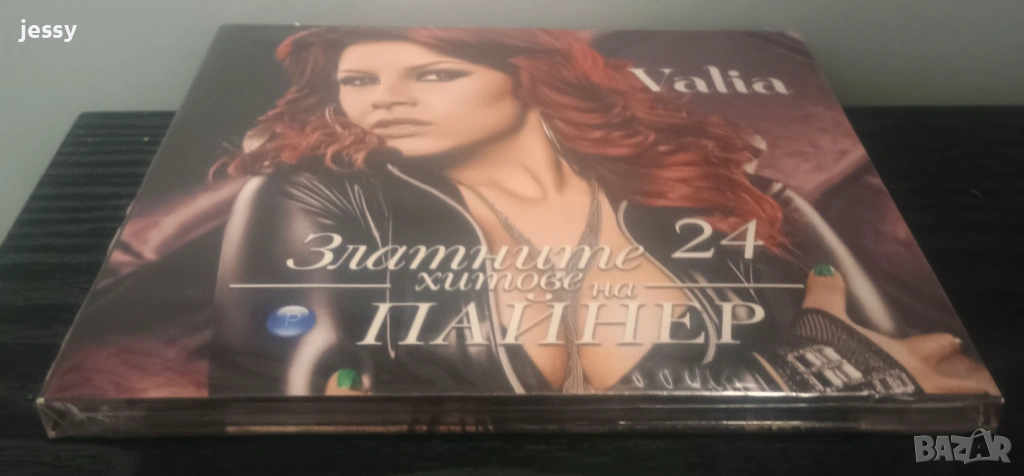 jessy
Valia
Златните 24
хитове на
ПАЙНЕР
P
BAZAR